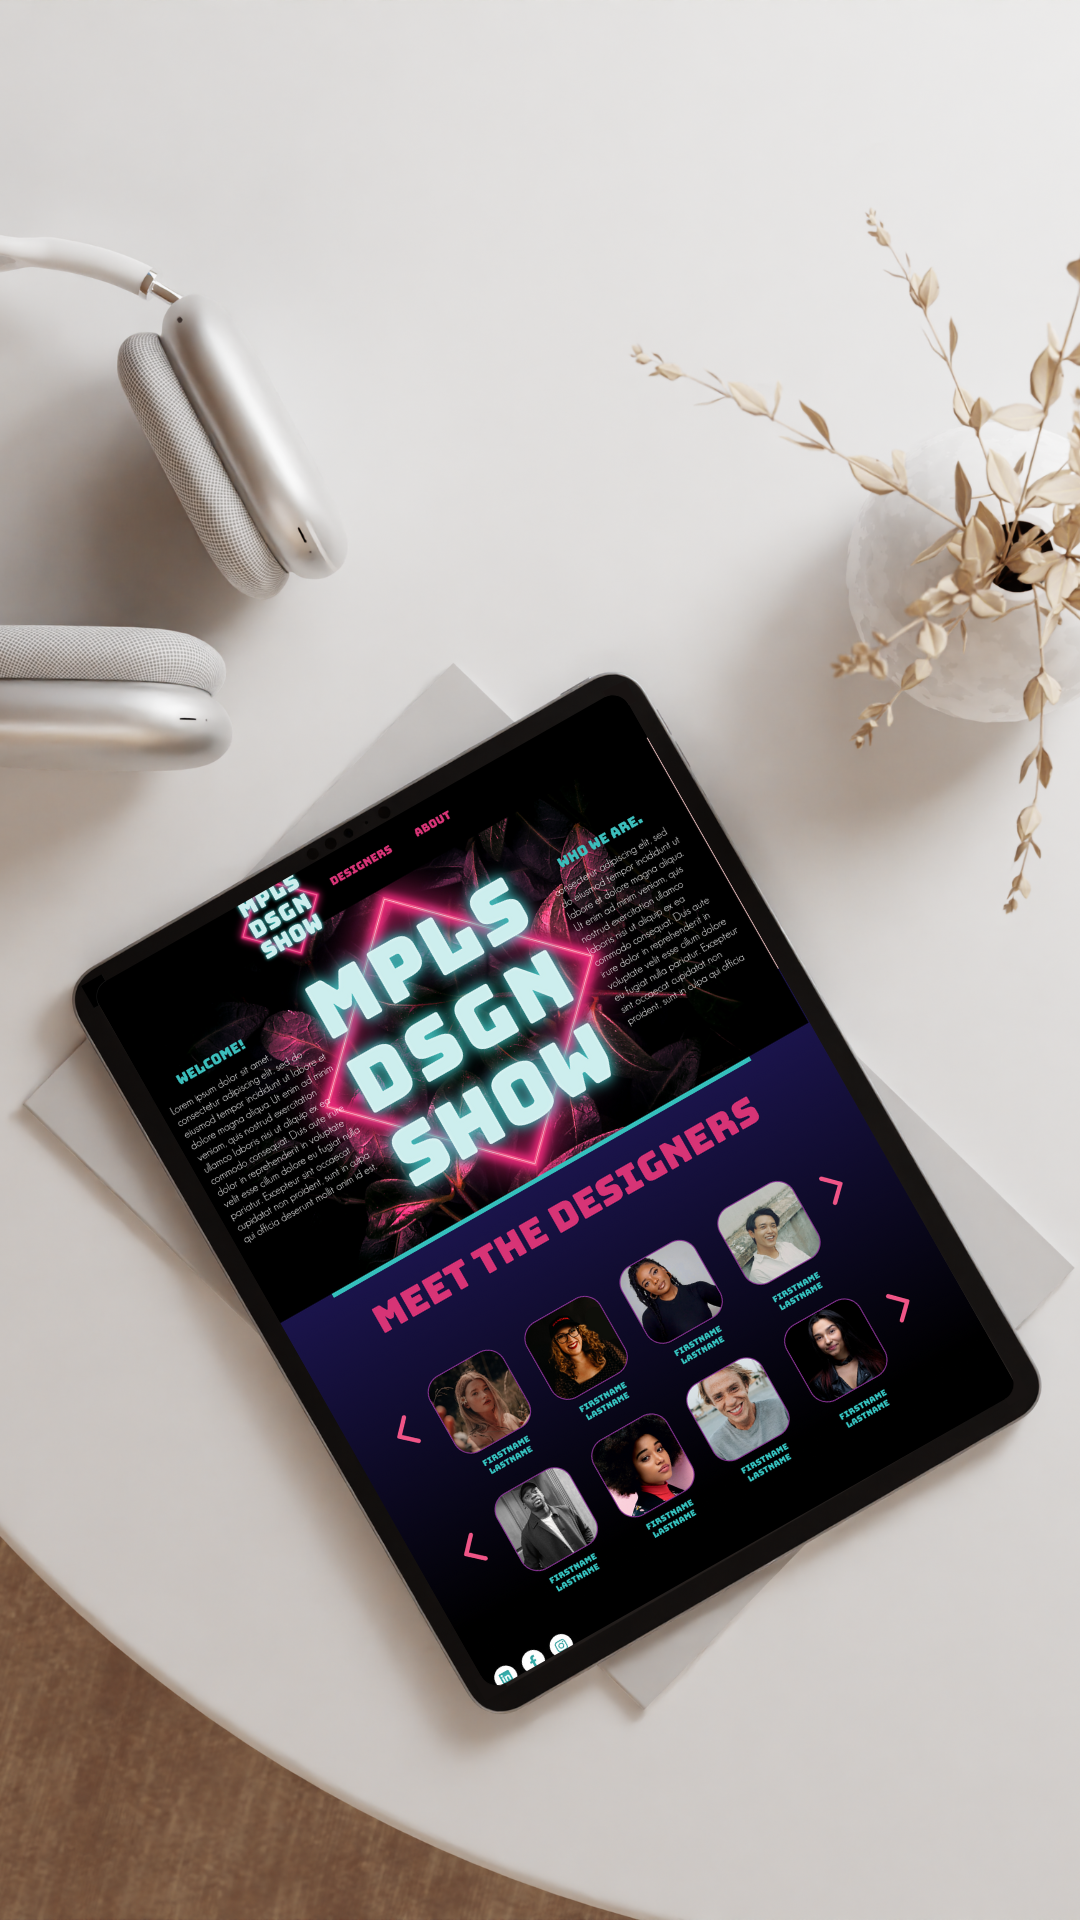 MPLS
DSGN
SHOW
DESIGNERS
ABOUT
WELCOME!
Lorem ipsum dolor sit amet,
consectetur adipiscing elit, sed do
eiusmod tempor incididunt ut labore et
dolore magna aliqua. Ut enim ad minim
veniam, quis nostrud exercitation
ullamco laboris nisi ut aliquip ex ea
commodo consequat. Duis aute irure
dolor in reprehenderit in voluptate
velit esse cillum dolore eu fugiat nulla
pariatur. Excepteur sint occaecat
cupidatat non proident, sunt in culpa
qui officia deserunt mollit anim id est.
MPLS
DSGN
SHOW
WHO WE ARE.
consectetur adipiscing elit, sed
do eiusmod tempor incididunt ut
labore et dolore magna aliqua.
Ut enim ad minim veniam, quis
nostrud exercitation ullamco
laboris nisi ut aliquip ex ea
commodo consequat. Duis aute
irure dolor in reprehenderit in
voluptate velit esse cillum dolore
eu fugiat nulla pariatur. Excepteur
sint occaecat cupidatat non
proident, sunt in culpa qui officia
MEET THE DESIGNERS
FIRSTNAME
LASTNAME
FIRSTNAME
LASTNAME
FIRSTNAME
LASTNAME
FIRSTNAME
LASTNAME
FIRSTNAME
LASTNAME
FIRSTNAME
LASTNAME
FIRSTNAME
LASTNAME
FIRSTNAME
LASTNAME
in
f